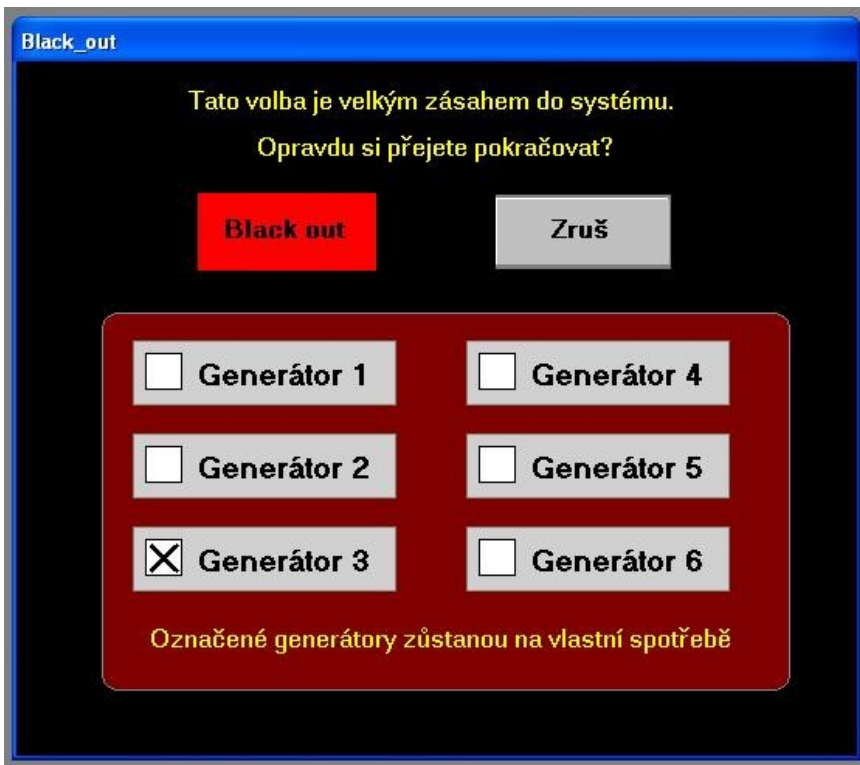 Black_out
Tato volba je velkým zásahem do systému.
Opravdu si přejete pokračovat?
Black out
Zruš
Generátor 1
Generátor 4
Generátor 2
Generátor 5
Generátor 3
Generátor 6
Označené generátory zůstanou na vlastní spotřebě